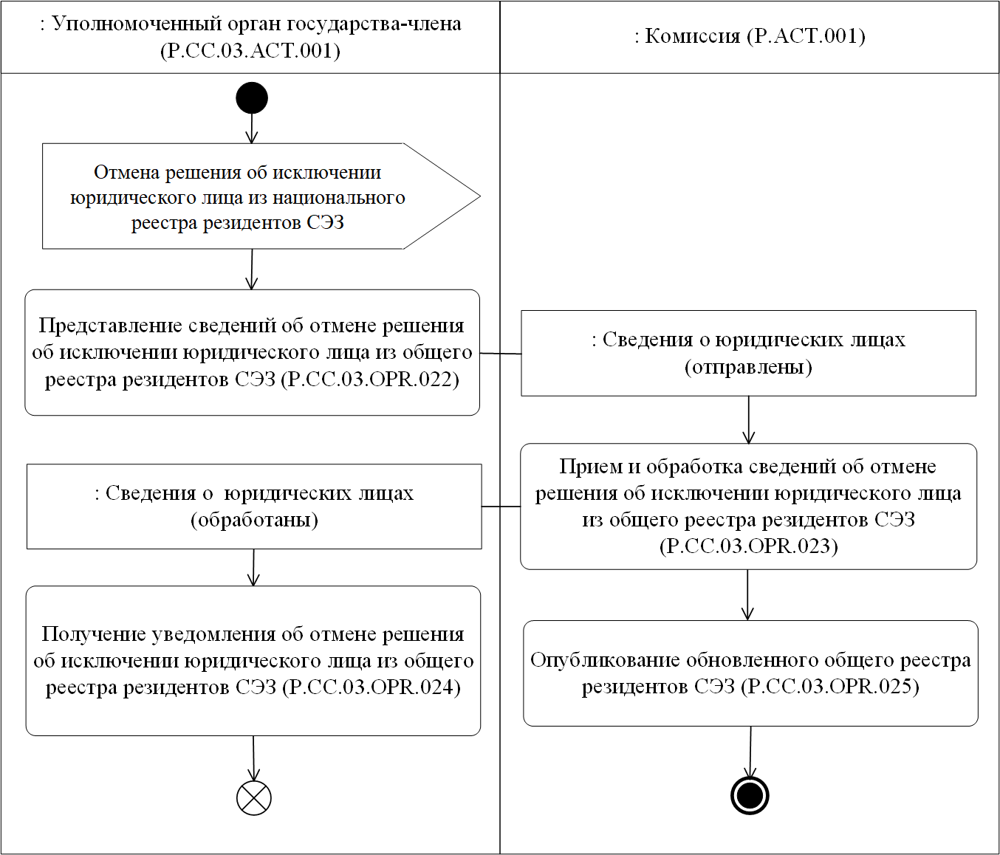 : Уполномоченный орган государства-члена
(P.CC.03.ACT.001)
: Комиссия (P.ACT.001)
Отмена решения об исключении
юридического лица из национального
реестра резидентов СЭЗ
Представление сведений об отмене решения
об исключении юридического лица из общего
реестра резидентов СЭЗ (P.CC.03.OPR.022)
: Сведения о юридических лицах
(отправлены)
Прием и обработка сведений об отмене
решения об исключении юридического лица
из общего реестра резидентов СЭЗ
(P.CC.03.OPR.023)
: Сведения о юридических лицах
(обработаны)
Получение уведомления об отмене решения
об исключении юридического лица из общего
реестра резидентов СЭЗ (P.CC.03.OPR.024)
Опубликование обновленного общего реестра
резидентов СЭЗ (P.CC.03.OPR.025)